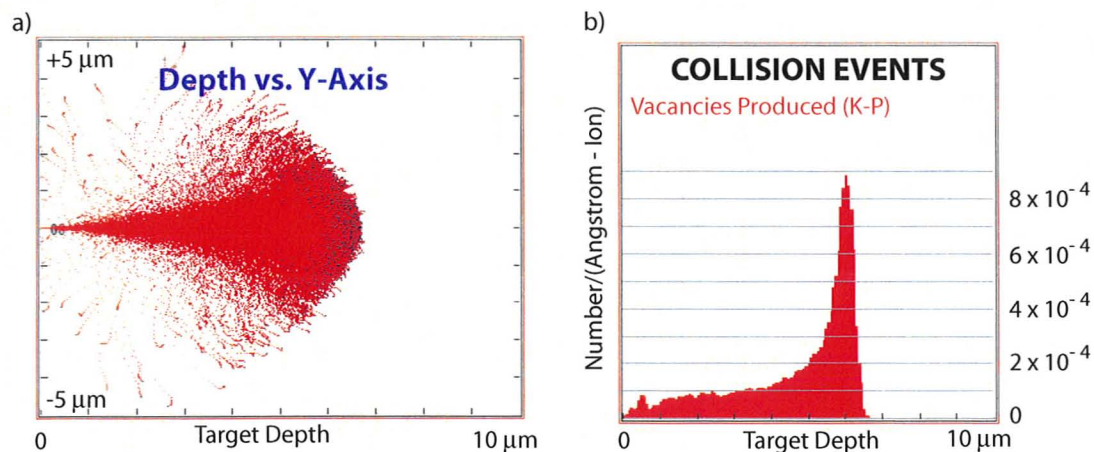 a)
+5 μm
Depth vs. Y-Axis
-5 μm
0
Target Depth
10 μm
b)
COLLISION EVENTS
Vacancies Produced (K-P)
Number/(Angstrom - Ion)
8 x 10⁻⁴
6 x 10⁻⁴
4 x 10⁻⁴
2 x 10⁻⁴
0
0
Target Depth
10 μm